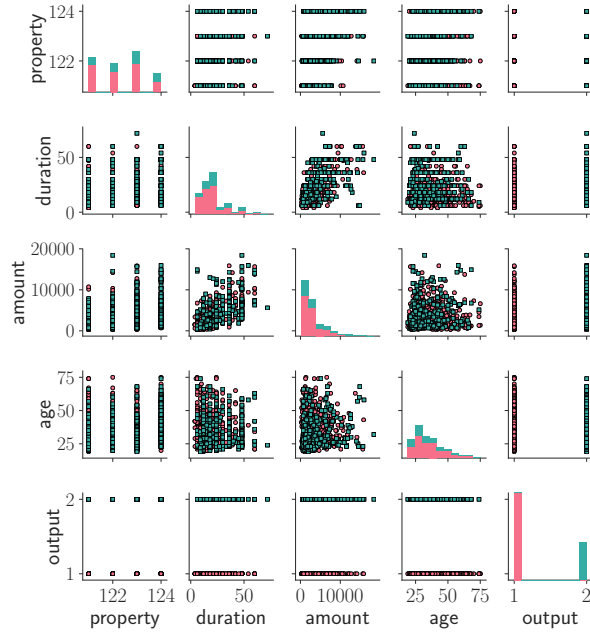 property
124
122
duration
50
0
amount
20000
10000
0
age
75
50
25
output
2
1
122 124
0 50
0 10000
25 50 75
1 2
property duration amount age output